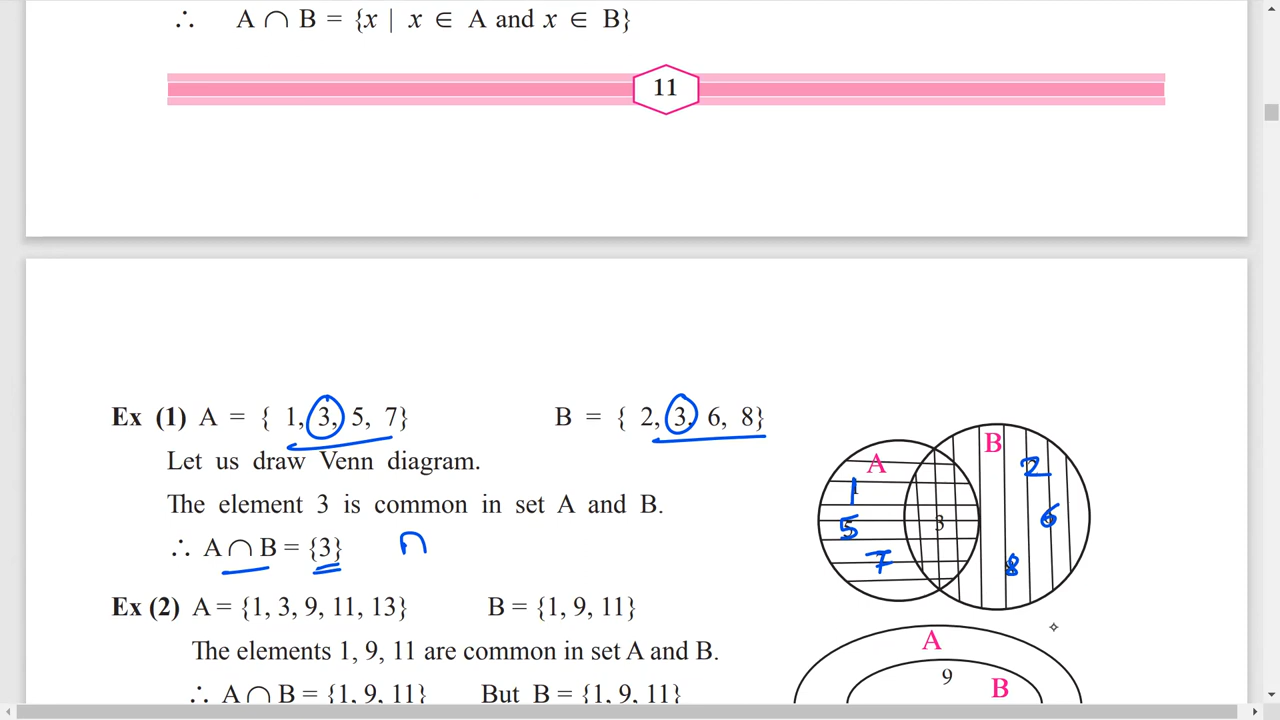 ∴ A ∩ B = {x | x ∈ A and x ∈ B}
11
Ex (1) A = { 1, 3, 5, 7} B = { 2, 3, 6, 8}
Let us draw Venn diagram.
The element 3 is common in set A and B.
∴ A ∩ B = {3} ∩
Ex (2) A = {1, 3, 9, 11, 13} B = {1, 9, 11}
The elements 1, 9, 11 are common in set A and B.
∴ A ∩ B = {1, 9, 11} But B = {1, 9, 11}
A B
1 2
5 3 6
7 8
A
9 B